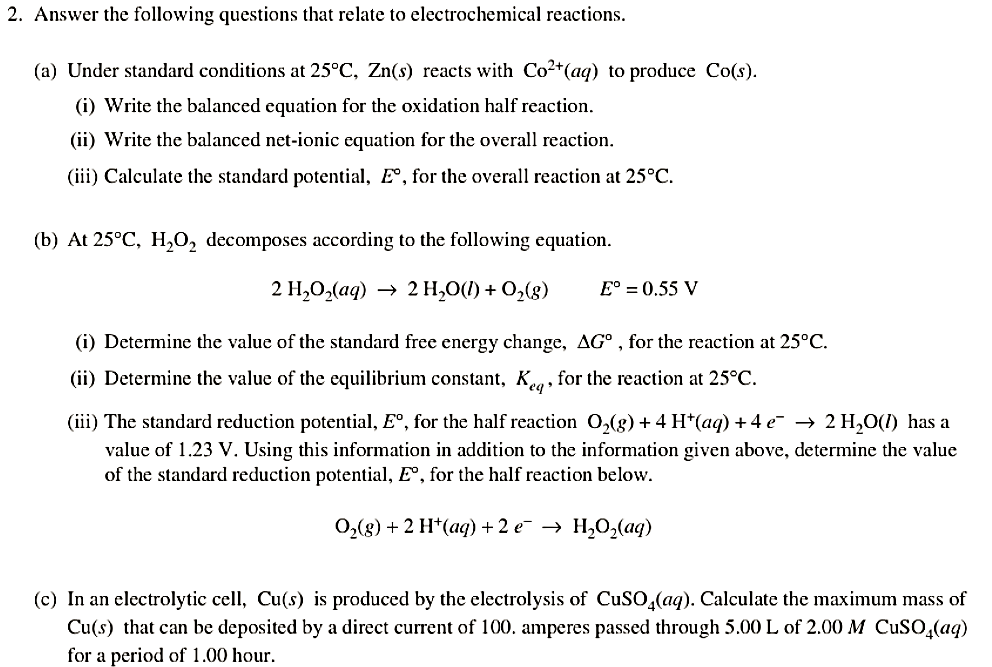 2. Answer the following questions that relate to electrochemical reactions.
(a) Under standard conditions at 25°C, Zn(s) reacts with Co²⁺(aq) to produce Co(s).
(i) Write the balanced equation for the oxidation half reaction.
(ii) Write the balanced net-ionic equation for the overall reaction.
(iii) Calculate the standard potential, E°, for the overall reaction at 25°C.
(b) At 25°C, H₂O₂ decomposes according to the following equation.
2 H₂O₂(aq) → 2 H₂O(l) + O₂(g) E° = 0.55 V
(i) Determine the value of the standard free energy change, ΔG° , for the reaction at 25°C.
(ii) Determine the value of the equilibrium constant, K_eq , for the reaction at 25°C.
(iii) The standard reduction potential, E°, for the half reaction O₂(g) + 4 H⁺(aq) + 4 e⁻ → 2 H₂O(l) has a
value of 1.23 V. Using this information in addition to the information given above, determine the value
of the standard reduction potential, E°, for the half reaction below.
O₂(g) + 2 H⁺(aq) + 2 e⁻ → H₂O₂(aq)
(c) In an electrolytic cell, Cu(s) is produced by the electrolysis of CuSO₄(aq). Calculate the maximum mass of
Cu(s) that can be deposited by a direct current of 100. amperes passed through 5.00 L of 2.00 M CuSO₄(aq)
for a period of 1.00 hour.